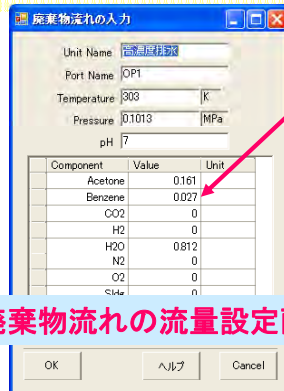 廃棄物流れの入力
Unit Name 高濃度排水
Port Name OP1
Temperature 303 K
Pressure 0.1013 MPa
pH 7
Component Value Unit
Acetone 0.161
Benzene 0.027
CO2 0
H2 0
H2O 0.812
N2 0
O2 0
Sldg 0
棄物流れの流量設定
OK ヘルプ Cancel